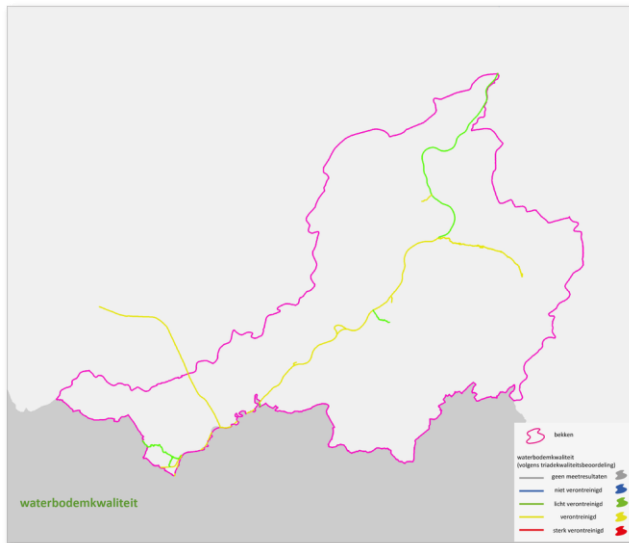 bekken
waterbodemkwaliteit
(volgens triadekwaliteitsbeoordeling)
geen meetresultaten
niet verontreinigd
licht verontreinigd
verontreinigd
sterk verontreinigd
waterbodemkwaliteit